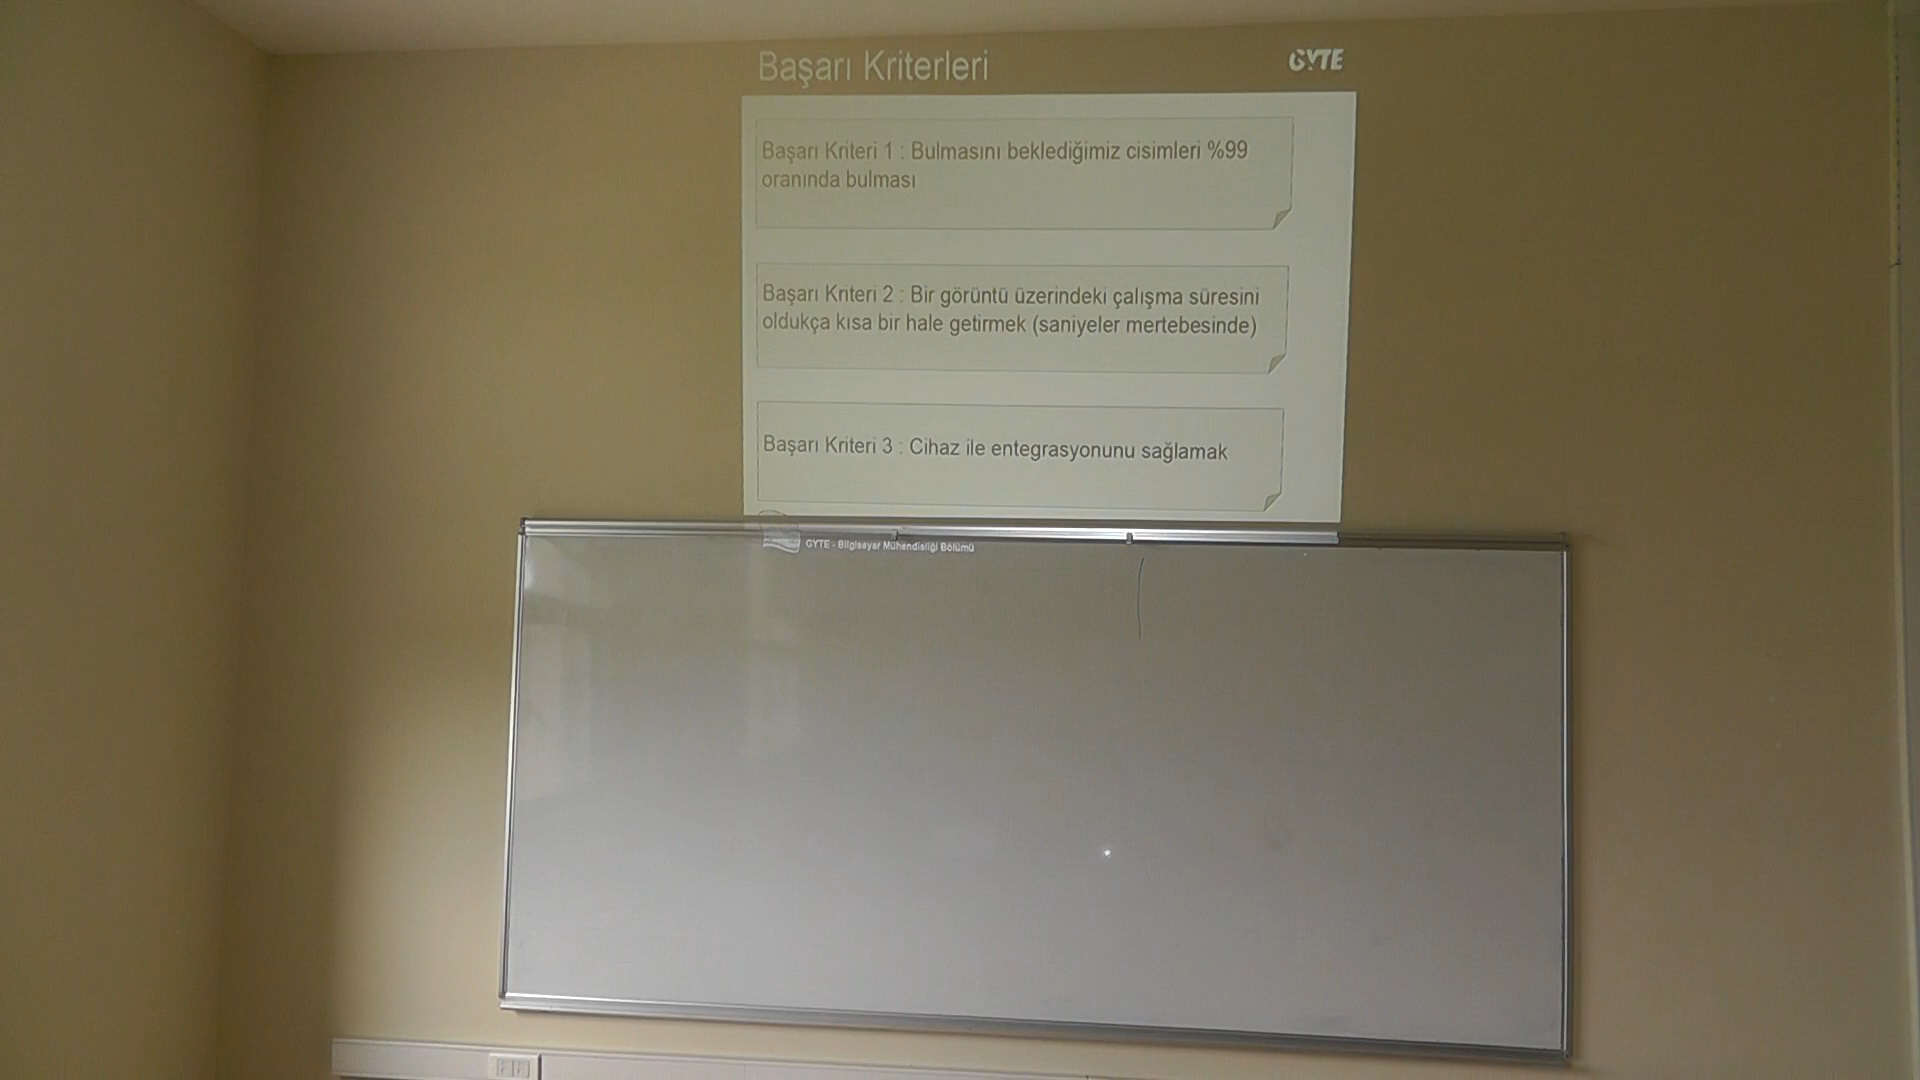 Başarı Kriterleri
GYTE
Başarı Kriteri 1 : Bulmasını beklediğimiz cisimleri %99
oranında bulması
Başarı Kriteri 2 : Bir görüntü üzerindeki çalışma süresini
oldukça kısa bir hale getirmek (saniyeler mertebesinde)
Başarı Kriteri 3 : Cihaz ile entegrasyonunu sağlamak
GYTE - Bilgisayar Mühendisliği Bölümü